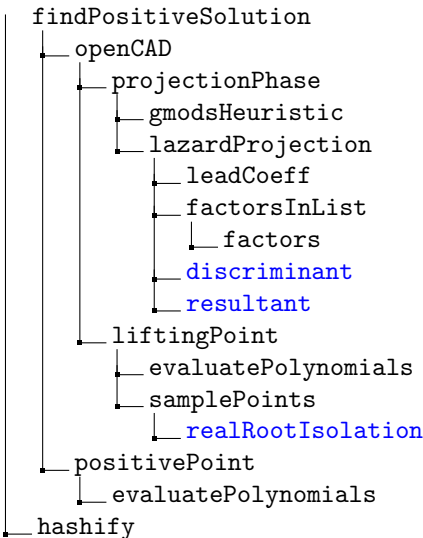 findPositiveSolution
openCAD
projectionPhase
gmodsHeuristic
lazardProjection
leadCoeff
factorsInList
factors
discriminant
resultant
liftingPoint
evaluatePolynomials
samplePoints
realRootIsolation
positivePoint
evaluatePolynomials
hashify